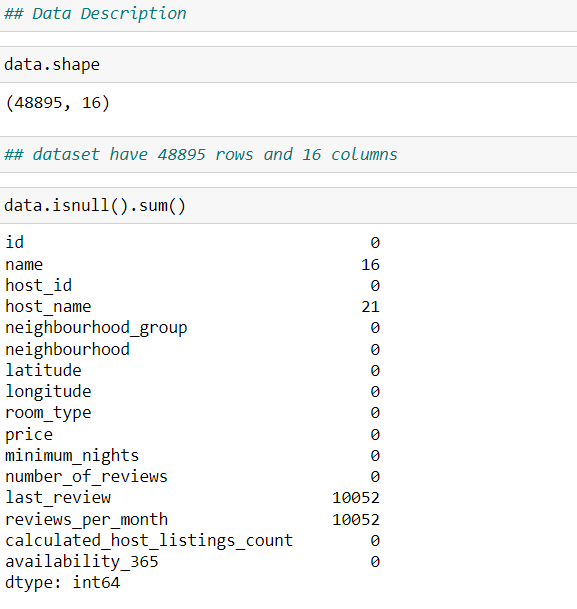 ## Data Description
data.shape
(48895, 16)
## dataset have 48895 rows and 16 columns
data.isnull().sum()
id 0
name 16
host_id 0
host_name 21
neighbourhood_group 0
neighbourhood 0
latitude 0
longitude 0
room_type 0
price 0
minimum_nights 0
number_of_reviews 0
last_review 10052
reviews_per_month 10052
calculated_host_listings_count 0
availability_365 0
dtype: int64